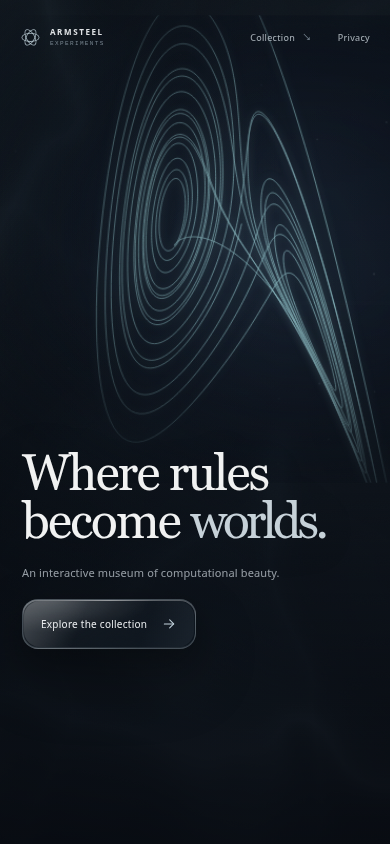 ARMSTEEL
EXPERIMENTS
Collection ↘ Privacy
Where rules
become worlds.
An interactive museum of computational beauty.
Explore the collection →